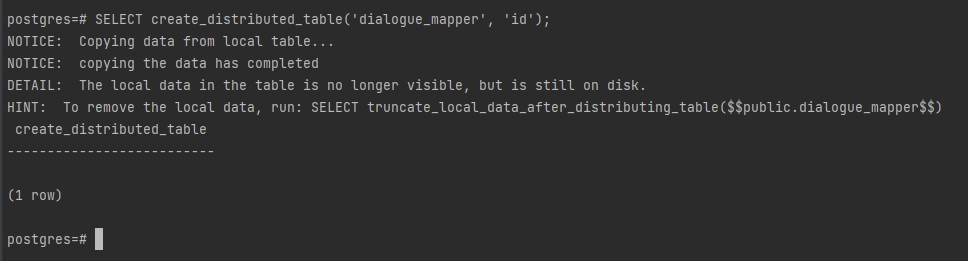 postgres=# SELECT create_distributed_table('dialogue_mapper', 'id');
NOTICE:  Copying data from local table...
NOTICE:  copying the data has completed
DETAIL:  The local data in the table is no longer visible, but is still on disk.
HINT:  To remove the local data, run: SELECT truncate_local_data_after_distributing_table($$public.dialogue_mapper$$)
 create_distributed_table
--------------------------
(1 row)
postgres=#